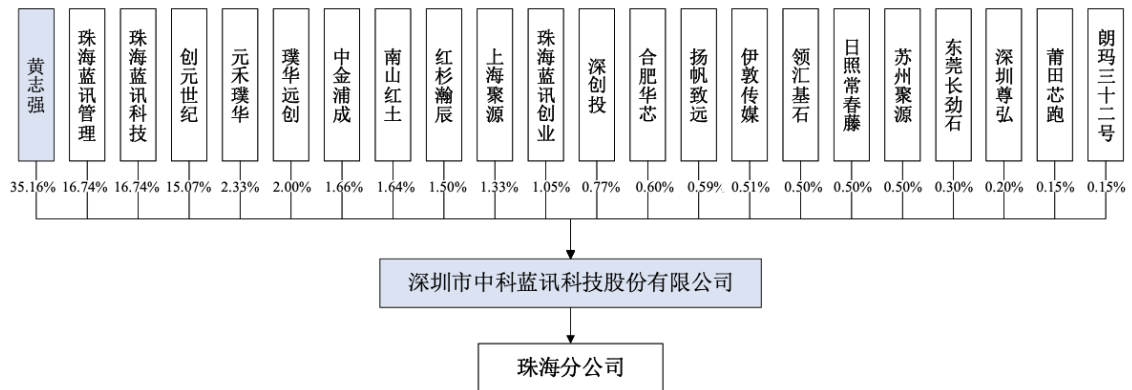 黄志强
珠海蓝讯管理
珠海蓝讯科技
创元世纪
元禾璞华
璞华远创
中金浦成
南山红土
红杉瀚辰
上海聚源
珠海蓝讯创业
深创投
合肥华芯
扬帆致远
伊敦传媒
领汇基石
日照常春藤
苏州聚源
东莞长劲石
深圳尊弘
莆田芯跑
朗玛三十二号
35.16%
16.74%
16.74%
15.07%
2.33%
2.00%
1.66%
1.64%
1.50%
1.33%
1.05%
0.77%
0.60%
0.59%
0.51%
0.50%
0.50%
0.50%
0.30%
0.20%
0.15%
0.15%
深圳市中科蓝讯科技股份有限公司
珠海分公司